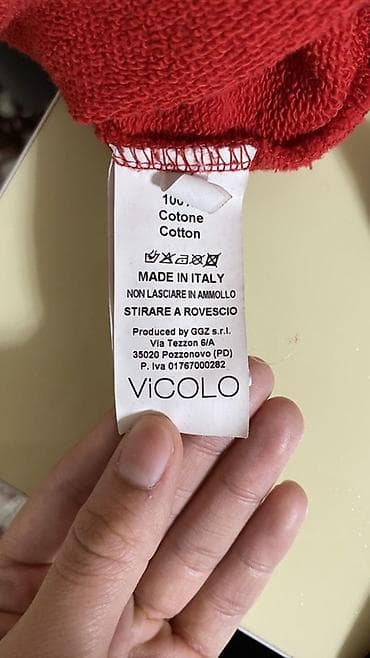 Cotone
Cotton
MADE IN ITALY
NON LASCIARE IN AMMOLLO
STIRARE A ROVESCIO
Produced by GGZ s.r.l.
Via Tezzon 6/A
35020 Pozzonovo (PD)
P. Iva 01767000282
ViCOLO